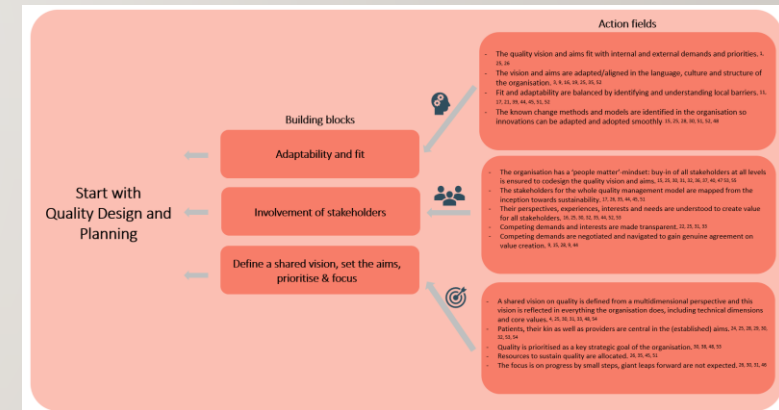 Action fields
- The quality vision and aims fit with internal and external demands and priorities. 1,
25, 26
- The vision and aims are adapted/aligned in the language, culture and structure of
the organisation.
- Fit and adaptability are balanced by identifying and understanding local barriers.
- The known change methods and models are identified in the organisation so
innovations can be adapted and adopted smoothly
Building blocks
Adaptability and fit
- The organisation has a 'people matter'-mindset: buy-in of all stakeholders at all levels
is ensured to codesign the quality vision and aims.
- The stakeholders for the whole quality management model are mapped from the
inception towards sustainability.
- Their perspectives, experiences, interests and needs are understood to create value
for all stakeholders
- Competing demands and interests are made transparent.
- Competing demands are negotiated and navigated to gain genuine agreement on
value creation.
Start with
Quality Design and
Planning
Involvement of stakeholders
Define a shared vision, set the aims,
prioritise & focus
- A shared vision on quality is defined from a multidimensional perspective and this
vision is reflected in everything the organisation does, including technical dimensions
and core values.
- Patients, their kin as well as providers are central in the (established) aims.
- Quality is prioritised as a key strategic goal of the organisation.
- Resources to sustain quality are allocated.
- The focus is on progress by small steps, giant leaps forward are not expected.